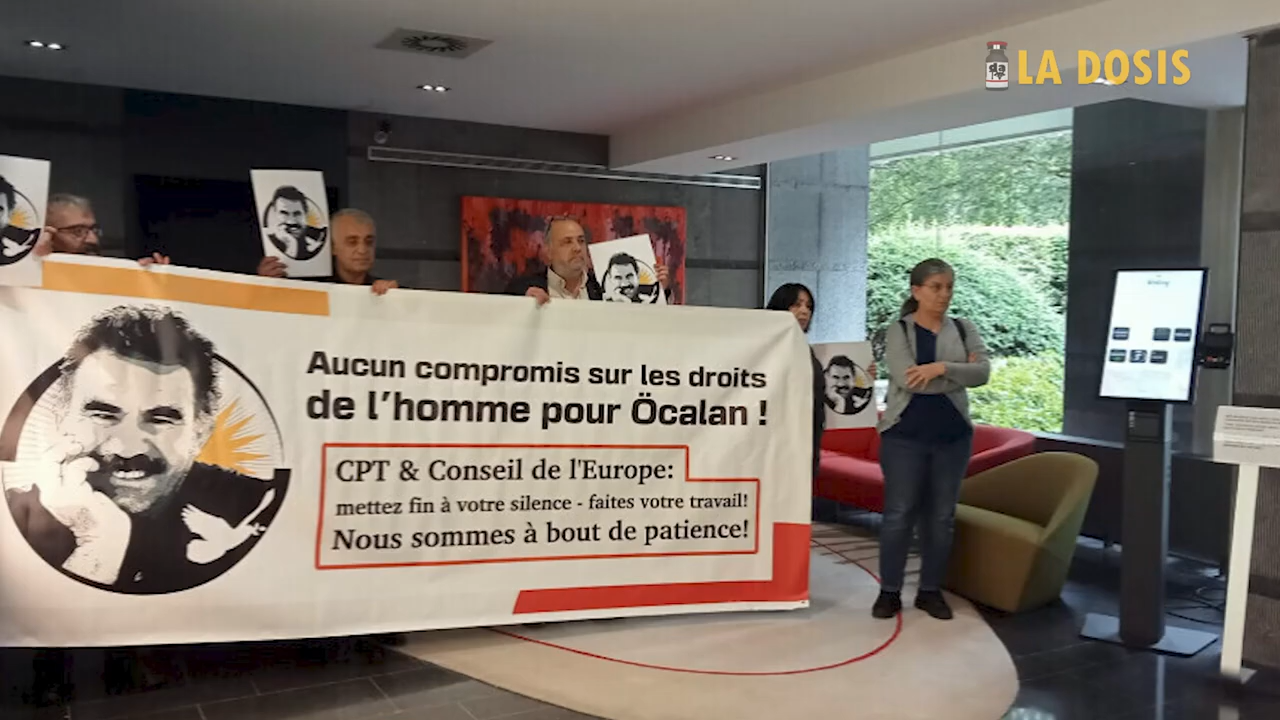 LA DOSIS
Aucun compromis sur les droits
de l'homme pour Öcalan !
CPT & Conseil de l'Europe:
mettez fin à votre silence - faites votre travail!
Nous sommes à bout de patience!